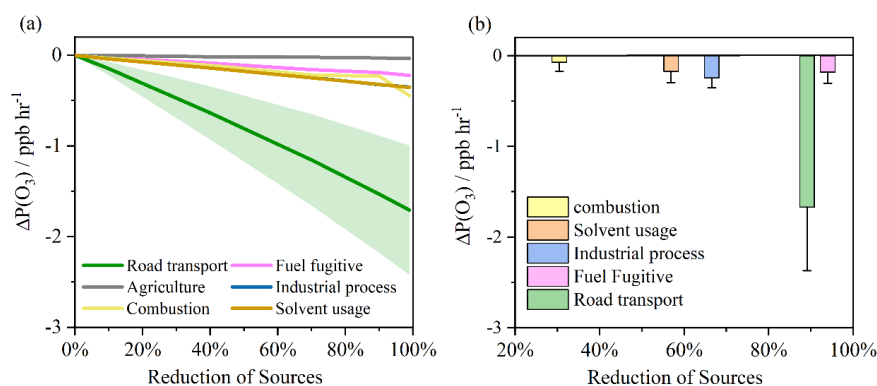 (a)
0
-1
-2
-3
ΔP(O₃) / ppb hr⁻¹
Road transport
Fuel fugitive
Agriculture
Industrial process
Combustion
Solvent usage
0%
20%
40%
60%
80%
100%
Reduction of Sources
(b)
0
-1
-2
-3
ΔP(O₃) / ppb hr⁻¹
combustion
Solvent usage
Industrial process
Fuel Fugitive
Road transport
20%
40%
60%
80%
100%
Reduction of Sources